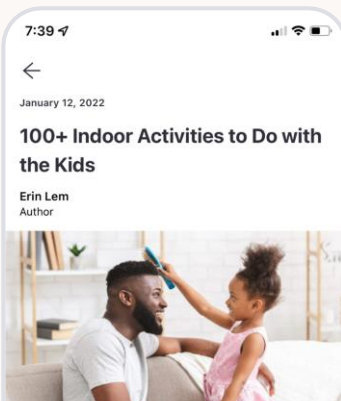 7:39
January 12, 2022
100+ Indoor Activities to Do with
the Kids
Erin Lem
Author